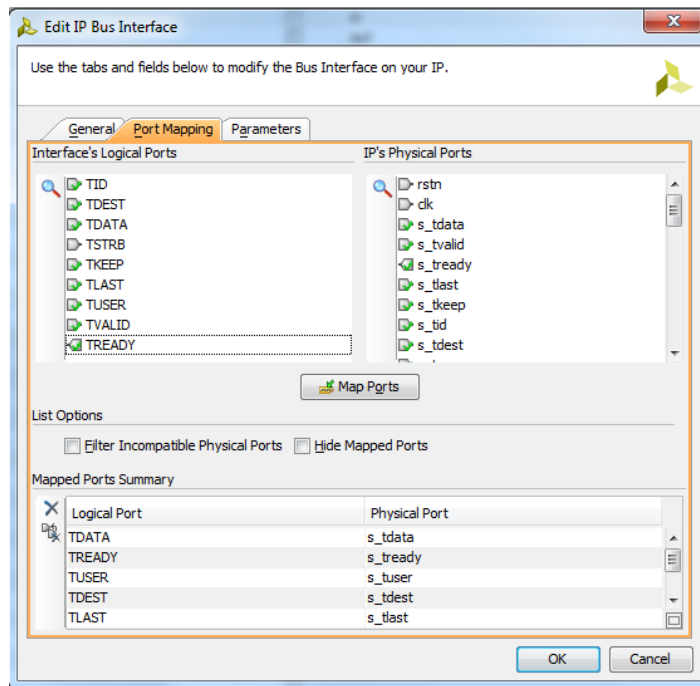 Edit IP Bus Interface
Use the tabs and fields below to modify the Bus Interface on your IP.
General Port Mapping Parameters
Interface's Logical Ports IP's Physical Ports
TID rstn
TDEST clk
TDATA s_tdata
TSTRB s_tvalid
TKEEP s_tready
TLAST s_tlast
TUSER s_tkeep
TVALID s_tid
TREADY s_tdest
Map Ports
List Options
Filter Incompatible Physical Ports Hide Mapped Ports
Mapped Ports Summary
Logical Port Physical Port
TDATA s_tdata
TREADY s_tready
TUSER s_tuser
TDEST s_tdest
TLAST s_tlast
OK Cancel